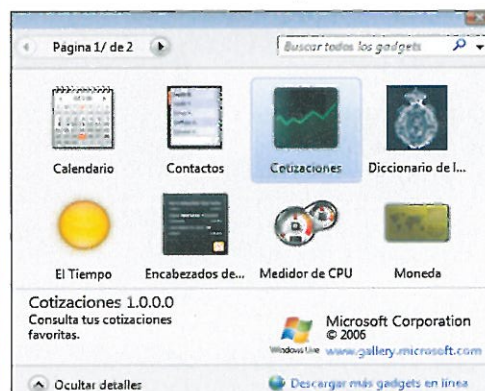 Página 1/ de 2
Buscar todos los gadgets
Calendario
Contactos
Cotizaciones
Diccionario de l...
El Tiempo
Encabezados de...
Medidor de CPU
Moneda
Cotizaciones 1.0.0.0
Consulta tus cotizaciones
favoritas.
Microsoft Corporation
© 2006
Windows Live
www.gallery.microsoft.com
Ocultar detalles
Descargar más gadgets en línea